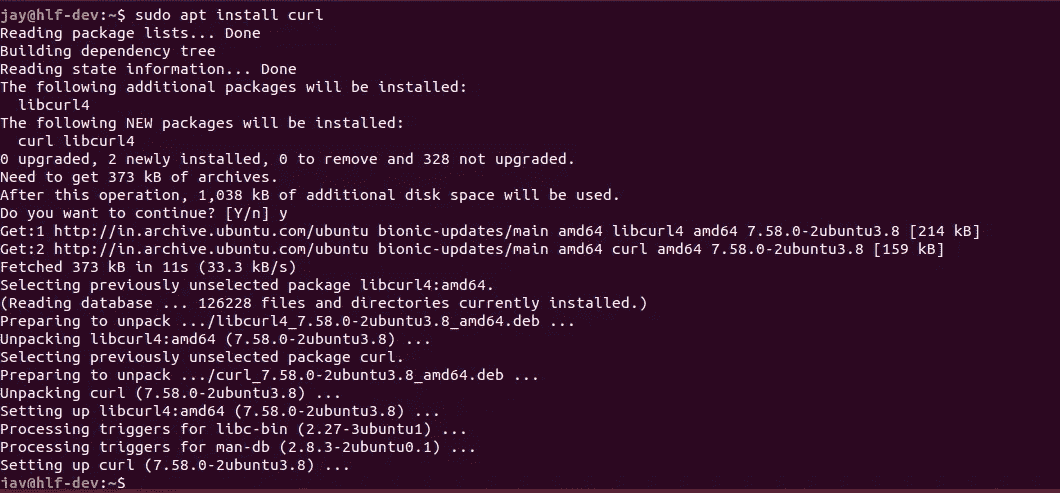 jay@hlf-dev:~$ sudo apt install curl
Reading package lists... Done
Building dependency tree
Reading state information... Done
The following additional packages will be installed:
  libcurl4
The following NEW packages will be installed:
  curl libcurl4
0 upgraded, 2 newly installed, 0 to remove and 328 not upgraded.
Need to get 373 kB of archives.
After this operation, 1,038 kB of additional disk space will be used.
Do you want to continue? [Y/n] y
Get:1 http://in.archive.ubuntu.com/ubuntu bionic-updates/main amd64 libcurl4 amd64 7.58.0-2ubuntu3.8 [214 kB]
Get:2 http://in.archive.ubuntu.com/ubuntu bionic-updates/main amd64 curl amd64 7.58.0-2ubuntu3.8 [159 kB]
Fetched 373 kB in 11s (33.3 kB/s)
Selecting previously unselected package libcurl4:amd64.
(Reading database ... 126228 files and directories currently installed.)
Preparing to unpack .../libcurl4_7.58.0-2ubuntu3.8_amd64.deb ...
Unpacking libcurl4:amd64 (7.58.0-2ubuntu3.8) ...
Selecting previously unselected package curl.
Preparing to unpack .../curl_7.58.0-2ubuntu3.8_amd64.deb ...
Unpacking curl (7.58.0-2ubuntu3.8) ...
Setting up libcurl4:amd64 (7.58.0-2ubuntu3.8) ...
Processing triggers for libc-bin (2.27-3ubuntu1) ...
Processing triggers for man-db (2.8.3-2ubuntu0.1) ...
Setting up curl (7.58.0-2ubuntu3.8) ...
jay@hlf-dev:~$